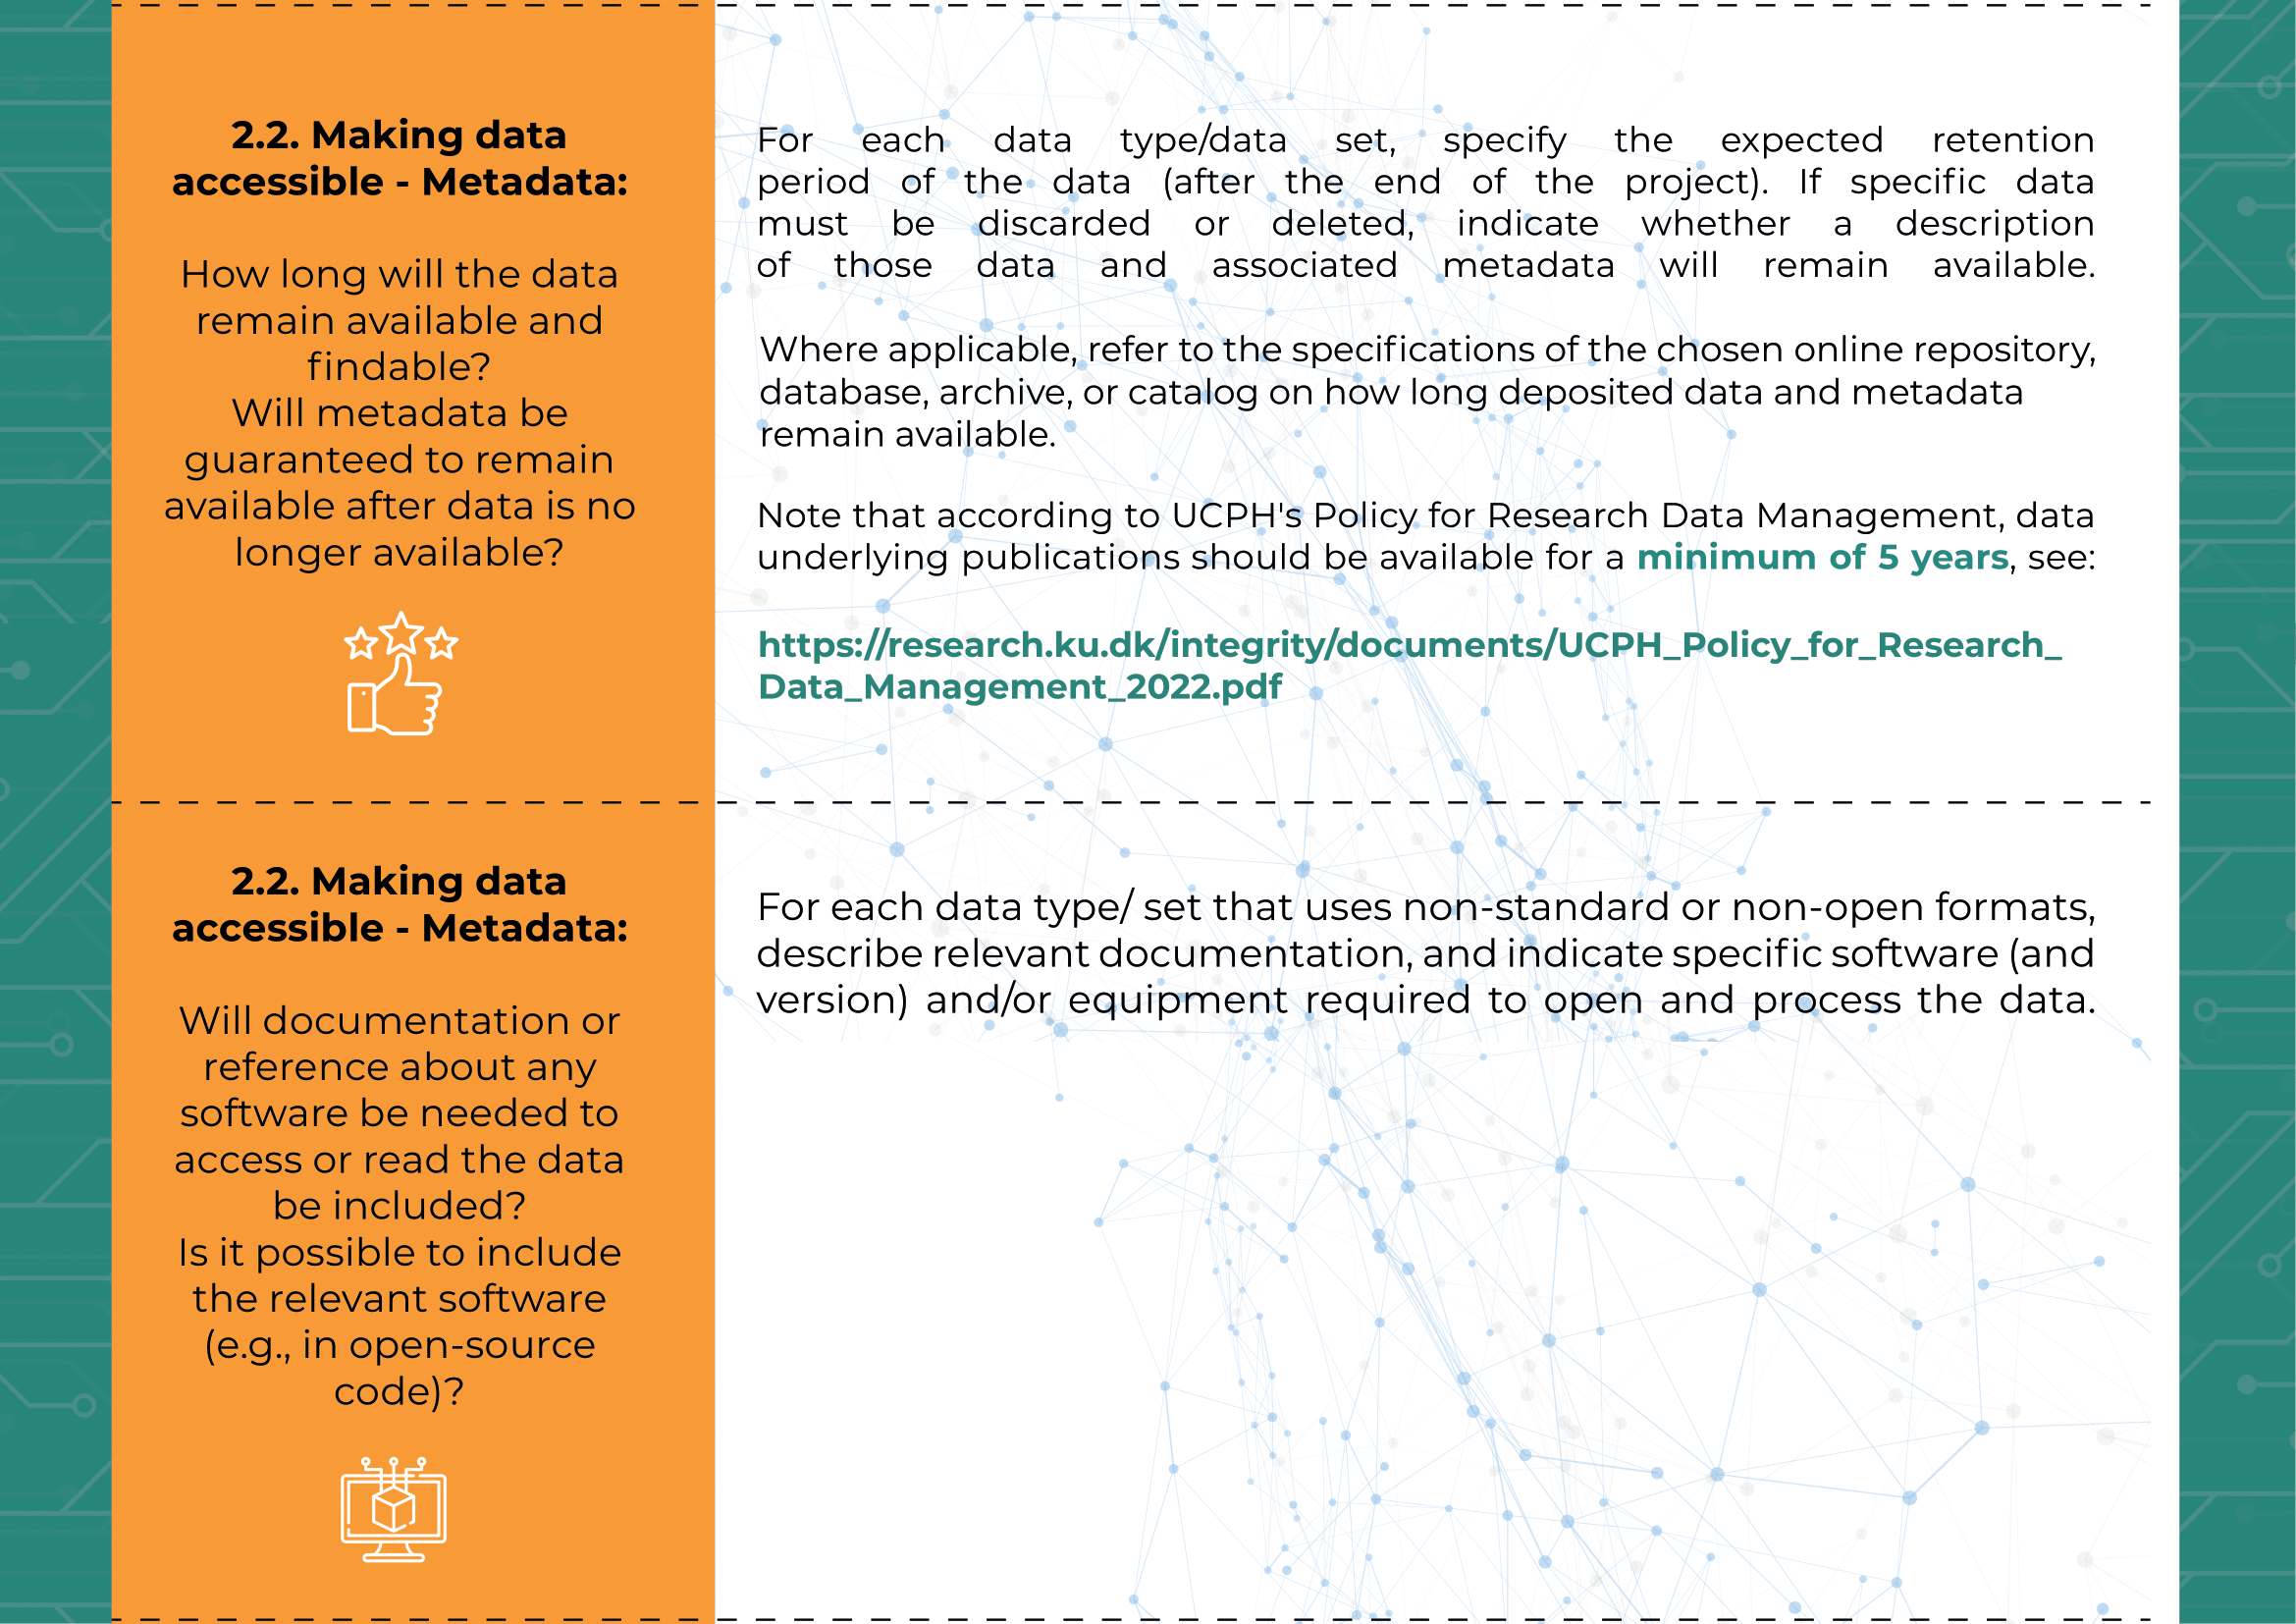 2.2. Making data
accessible - Metadata:
How long will the data
remain available and
findable?
Will metadata be
guaranteed to remain
available after data is no
longer available?
For each data type/data set, specify the expected retention
period of the data (after the end of the project). If specific data
must be discarded or deleted, indicate whether a description
of those data and associated metadata will remain available.
Where applicable, refer to the specifications of the chosen online repository,
database, archive, or catalog on how long deposited data and metadata
remain available.
Note that according to UCPH's Policy for Research Data Management, data
underlying publications should be available for a minimum of 5 years, see:
https://research.ku.dk/integrity/documents/UCPH_Policy_for_Research_
Data_Management_2022.pdf
2.2. Making data
accessible - Metadata:
Will documentation or
reference about any
software be needed to
access or read the data
be included?
Is it possible to include
the relevant software
(e.g., in open-source
code)?
For each data type/ set that uses non-standard or non-open formats,
describe relevant documentation, and indicate specific software (and
version) and/or equipment required to open and process the data.